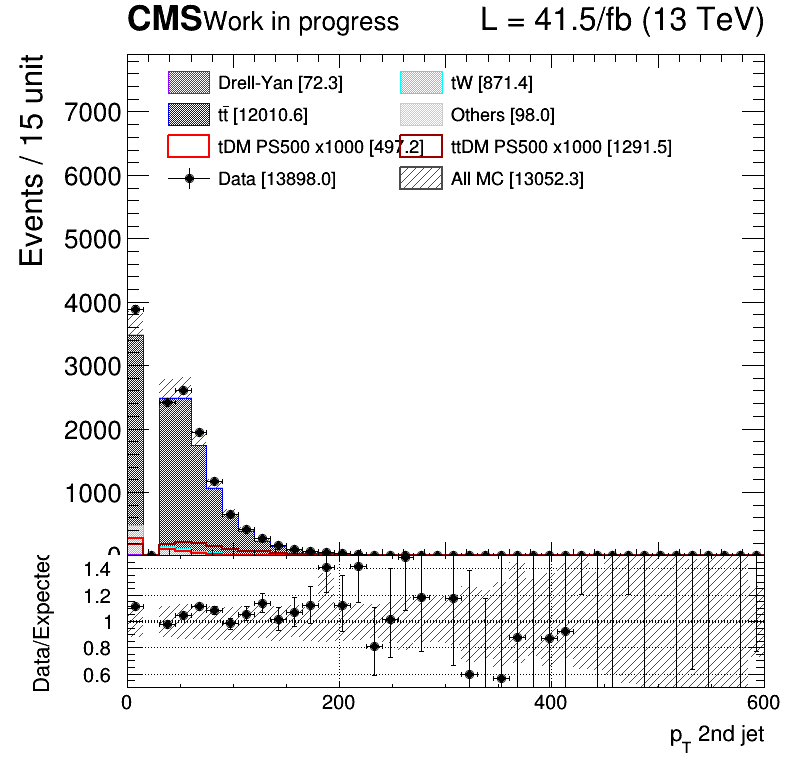 CMS Work in progress L = 41.5/fb (13 TeV)
Events / 15 unit
Drell-Yan [72.3] tW [871.4]
tt̄ [12010.6] Others [98.0]
tDM PS500 x1000 [497.2] ttDM PS500 x1000 [1291.5]
Data [13898.0] All MC [13052.3]
7000
6000
5000
4000
3000
2000
1000
0
Data/Expected
1.4
1.2
1
0.8
0.6
0 200 400 600
p_T 2nd jet